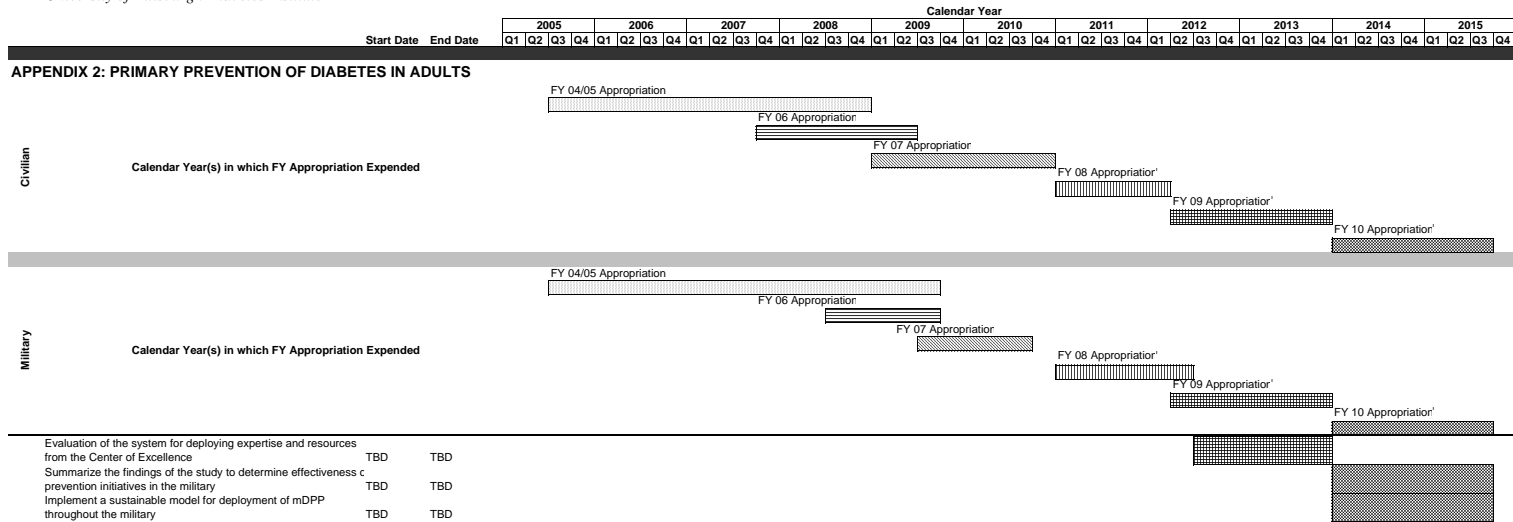 Calendar Year
2005 2006 2007 2008 2009 2010 2011 2012 2013 2014 2015
Start Date End Date Q1 Q2 Q3 Q4 Q1 Q2 Q3 Q4 Q1 Q2 Q3 Q4 Q1 Q2 Q3 Q4 Q1 Q2 Q3 Q4 Q1 Q2 Q3 Q4 Q1 Q2 Q3 Q4 Q1 Q2 Q3 Q4 Q1 Q2 Q3 Q4 Q1 Q2 Q3 Q4 Q1 Q2 Q3 Q4
APPENDIX 2: PRIMARY PREVENTION OF DIABETES IN ADULTS
FY 04/05 Appropriation
FY 06 Appropriation
FY 07 Appropriation
Civilian
Calendar Year(s) in which FY Appropriation Expended
FY 08 Appropriation
FY 09 Appropriation
FY 10 Appropriation
FY 04/05 Appropriation
FY 06 Appropriation
FY 07 Appropriation
Military
Calendar Year(s) in which FY Appropriation Expended
FY 08 Appropriation
FY 09 Appropriation
FY 10 Appropriation
Evaluation of the system for deploying expertise and resources
from the Center of Excellence TBD TBD
Summarize the findings of the study to determine effectiveness
prevention initiatives in the military TBD TBD
Implement a sustainable model for deployment of mDPP
throughout the military TBD TBD